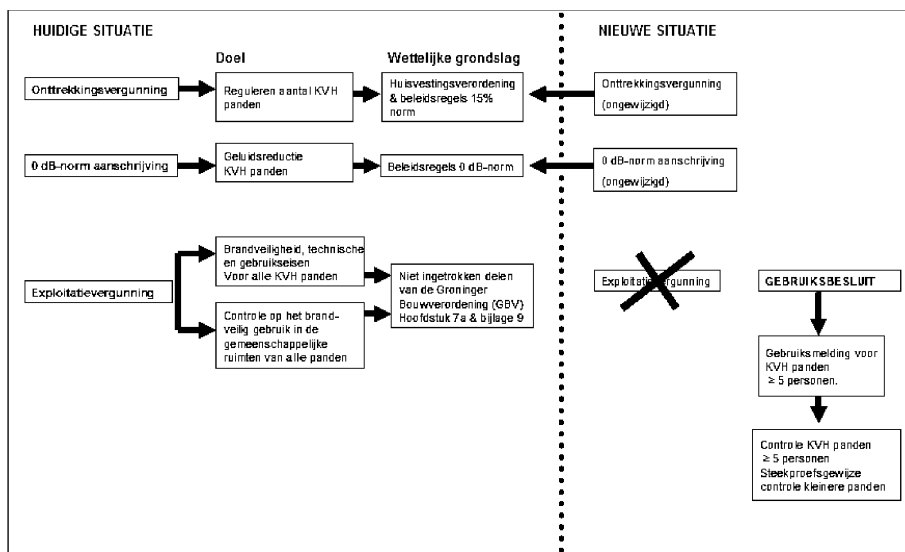 HUIDIGE SITUATIE
NIEUWE SITUATIE
Doel
Wettelijke grondslag
Onttrekkingsvergunning
Reguleren aantal KVH
panden
Huisvestingsverordening
& beleidsregels 15%
norm
Onttrekkingsvergunning
(ongewijzigd)
0 dB-norm aanschrijving
Geluidsreductie
KVH panden
Beleidsregels 0 dB-norm
0 dB-norm aanschrijving
(ongewijzigd)
Exploitatievergunning
Brandveiligheid, technische
en gebruikseisen
Voor alle KVH panden
Controle op het brand-
veilig gebruik in de
gemeenschappelijke
ruimten van alle panden
Niet ingetrokken delen
van de Groninger
Bouwverordening (GBV)
Hoofdstuk 7a & bijlage 9
Exploitatievergunning
GEBRUIKSBESLUIT
Gebruiksmelding voor
KVH panden
≥ 5 personen.
Controle KVH panden
≥ 5 personen
Steekproefsgewijze
controle kleinere panden